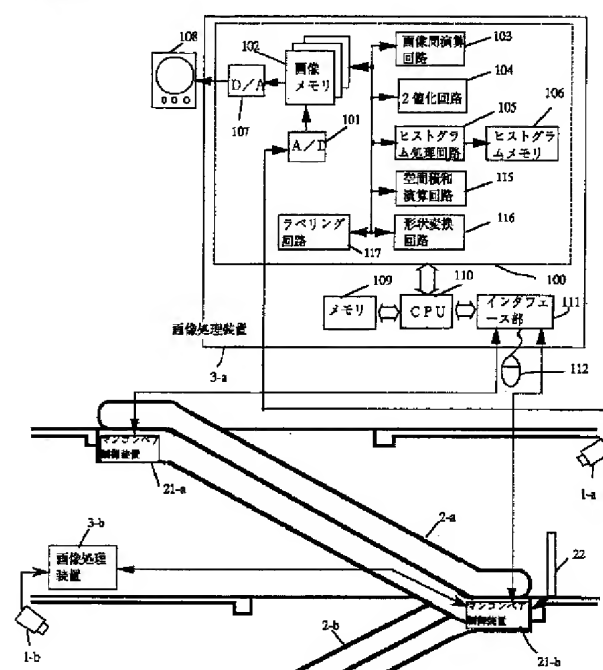 108
102
画像
メモリ
D/A
107
101
A/D
画像間演算
回路
103
104
2値化回路
105
106
ヒストグラ
ム処理回路
ヒストグラ
ムメモリ
空間積和
演算回路
115
ラベリング
回路
117
形状変換
回路
116
100
109
110
メモリ
CPU
インタフェ
ース部
111
画像処理装置
3-a
112
マンコンベア
制御装置
21-a
1-a
2-a
3-b
画像処理
装置
22
1-b
2-b
マンコンベア
制御装置
21-b